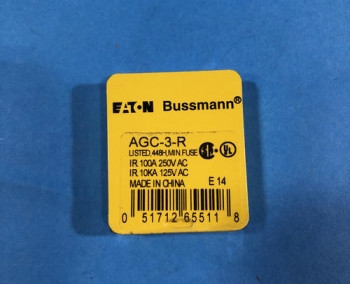 EATON Bussmann®
AGC-3-R
LISTED, 448H, MIN. FUSE
IR 100A 250V AC
IR 10KA 125V AC
MADE IN CHINA E 14
0 51712 65511 8